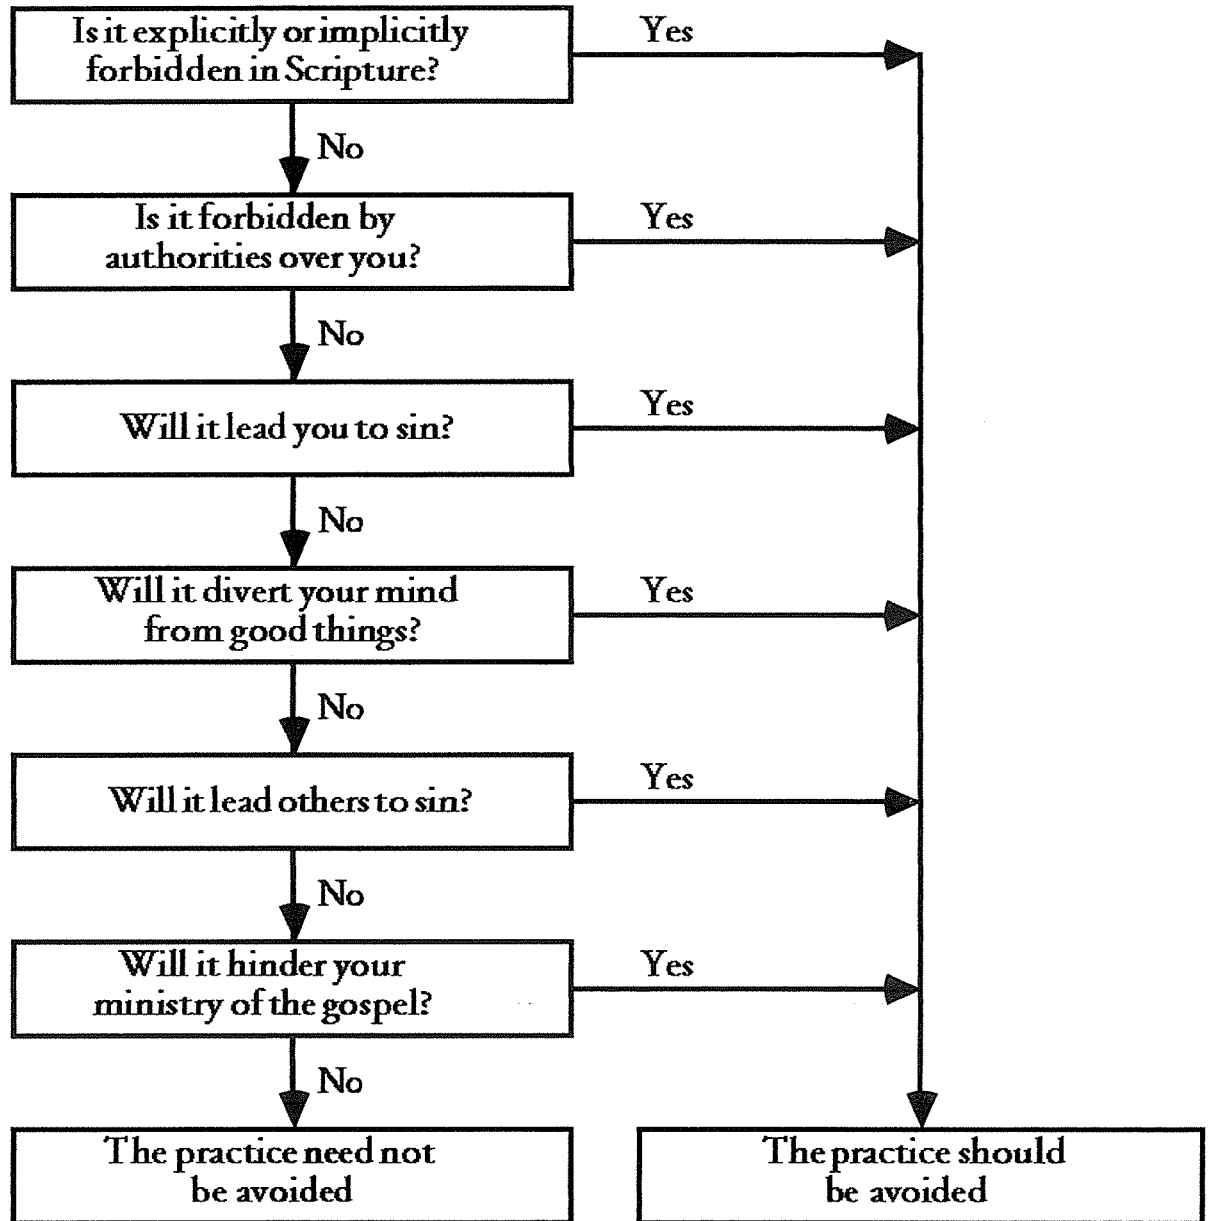 Is it explicitly or implicitly
forbidden in Scripture?
Yes
No
Is it forbidden by
authorities over you?
Yes
No
Will it lead you to sin?
Yes
No
Will it divert your mind
from good things?
Yes
No
Will it lead others to sin?
Yes
No
Will it hinder your
ministry of the gospel?
Yes
No
The practice need not
be avoided
The practice should
be avoided